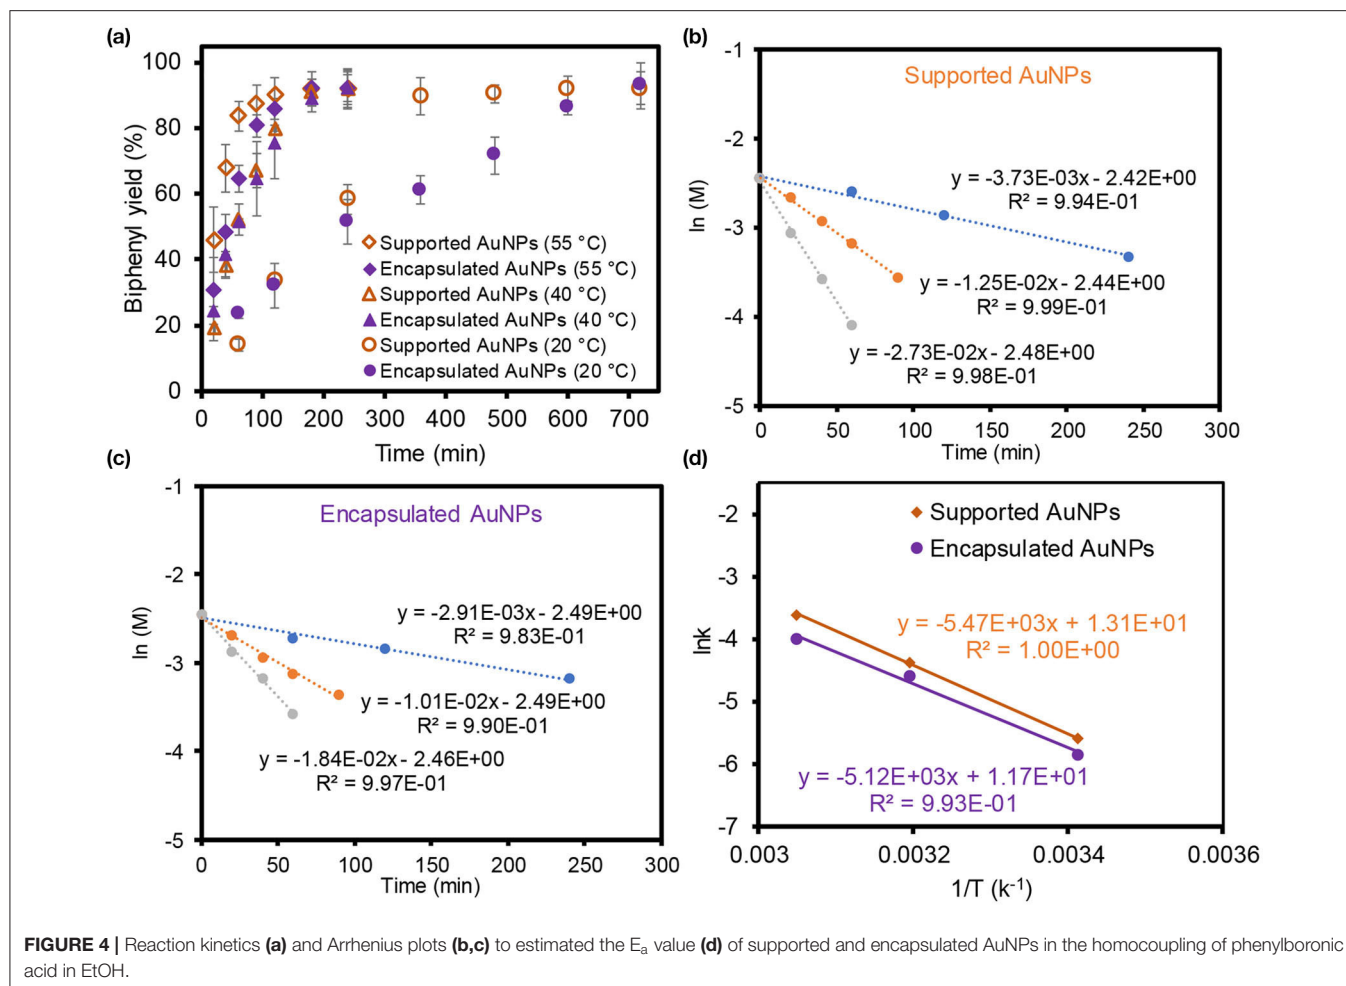 (a)
Biphenyl yield (%)
100
80
60
40
20
0
Supported AuNPs (55 °C)
Encapsulated AuNPs (55 °C)
Supported AuNPs (40 °C)
Encapsulated AuNPs (40 °C)
Supported AuNPs (20 °C)
Encapsulated AuNPs (20 °C)
0 100 200 300 400 500 600 700
Time (min)
(b)
Supported AuNPs
ln (M)
-1
-2
-3
-4
-5
y = -3.73E-03x - 2.42E+00
R² = 9.94E-01
y = -1.25E-02x - 2.44E+00
R² = 9.99E-01
y = -2.73E-02x - 2.48E+00
R² = 9.98E-01
0 50 100 150 200 250 300
Time (min)
(c)
Encapsulated AuNPs
ln (M)
-1
-2
-3
-4
-5
y = -2.91E-03x - 2.49E+00
R² = 9.83E-01
y = -1.01E-02x - 2.49E+00
R² = 9.90E-01
y = -1.84E-02x - 2.46E+00
R² = 9.97E-01
0 50 100 150 200 250 300
Time (min)
(d)
lnk
-2
-3
-4
-5
-6
-7
Supported AuNPs
Encapsulated AuNPs
y = -5.47E+03x + 1.31E+01
R² = 1.00E+00
y = -5.12E+03x + 1.17E+01
R² = 9.93E-01
0.003 0.0032 0.0034 0.0036
1/T (k⁻¹)
FIGURE 4 | Reaction kinetics (a) and Arrhenius plots (b,c) to estimated the Eₐ value (d) of supported and encapsulated AuNPs in the homocoupling of phenylboronic
acid in EtOH.